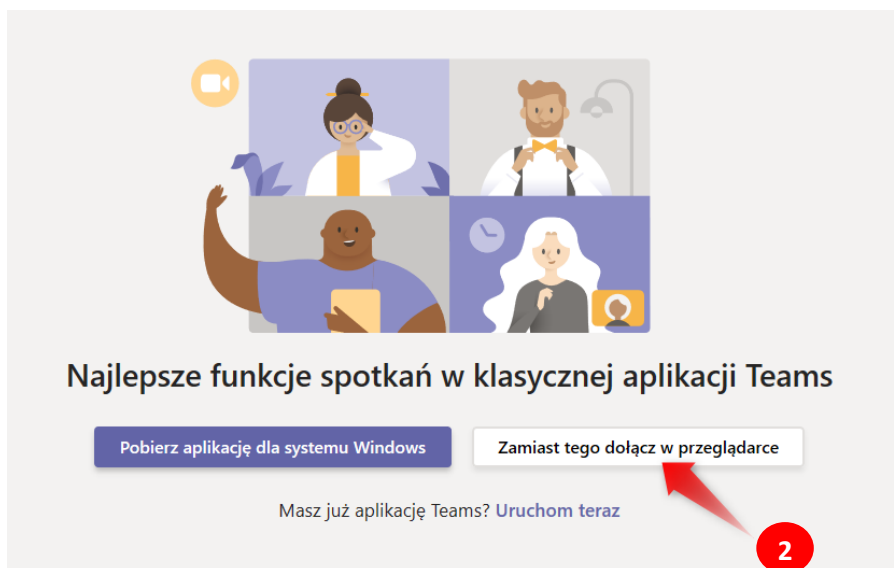 Najlepsze funkcje spotkań w klasycznej aplikacji Teams
Pobierz aplikację dla systemu Windows
Zamiast tego dołącz w przeglądarce
Masz już aplikację Teams? Uruchom teraz
2